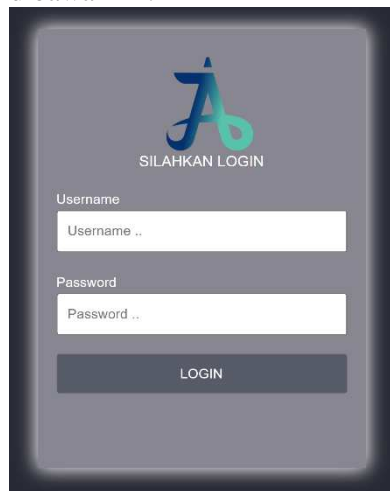 SILAHKAN LOGIN
Username
Username ..
Password
Password ..
LOGIN